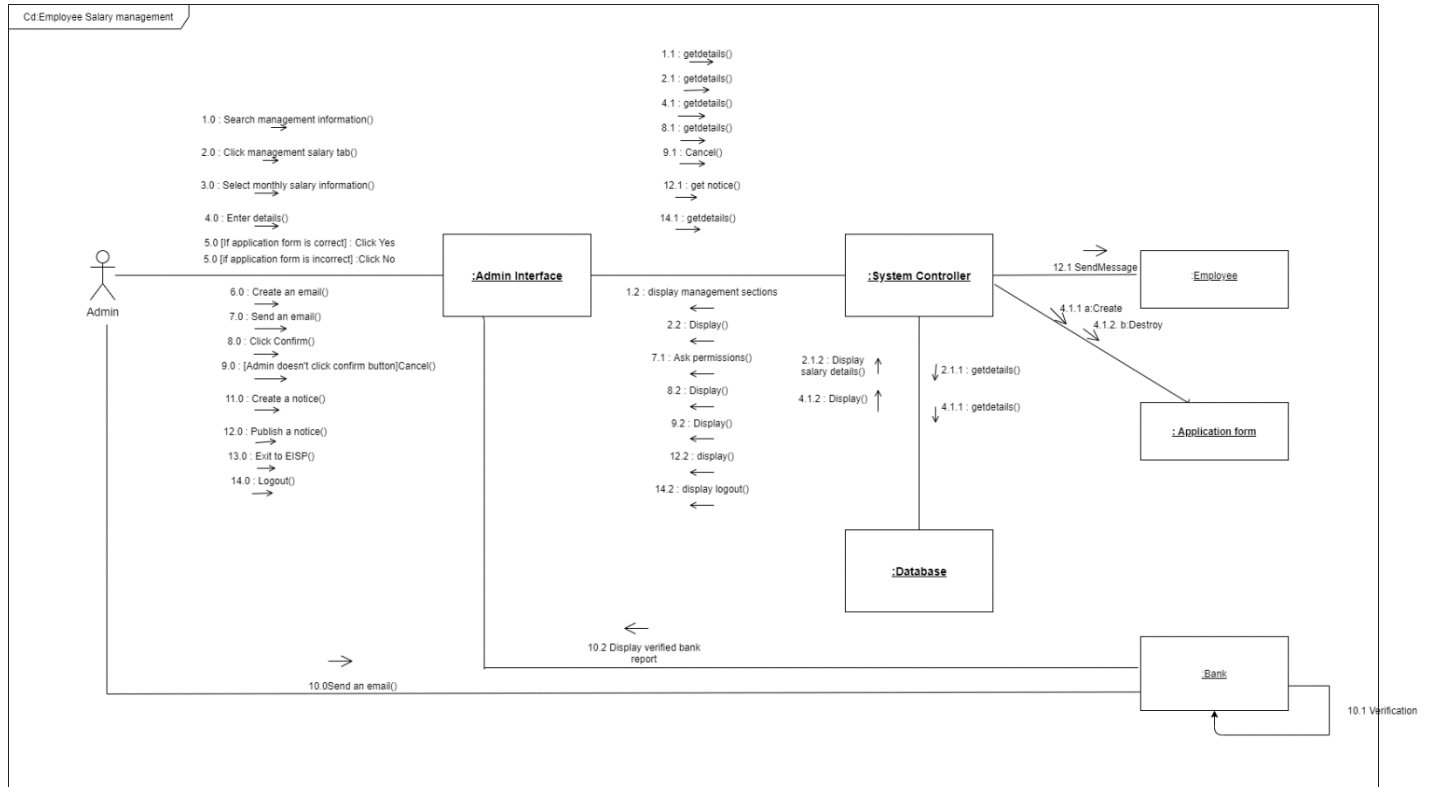 Cd:Employee Salary management
1.1 : getdetails()
2.1 : getdetails()
4.1 : getdetails()
8.1 : getdetails()
9.1 : Cancel()
12.1 : get notice()
14.1 : getdetails()
1.0 : Search management information()
2.0 : Click management salary tab()
3.0 : Select monthly salary information()
4.0 : Enter details()
5.0 [If application form is correct] : Click Yes
5.0 [if application form is incorrect] :Click No
Admin
:Admin Interface
:System Controller
12.1 SendMessage
:Employee
6.0 : Create an email()
7.0 : Send an email()
8.0 : Click Confirm()
9.0 : [Admin doesn't click confirm button]Cancel()
11.0 : Create a notice()
12.0 : Publish a notice()
13.0 : Exit to EISP()
14.0 : Logout()
1.2 : display management sections
2.2 : Display()
7.1 : Ask permissions()
8.2 : Display()
9.2 : Display()
12.2 : display()
14.2 : display logout()
2.1.2 : Display
salary details()
4.1.2 : Display()
2.1.1 : getdetails()
4.1.1 : getdetails()
4.1.1 a:Create
4.1.2. b:Destroy
: Application form
:Database
10.2 Display verified bank
report
10.0Send an email()
:Bank
10.1 Verification